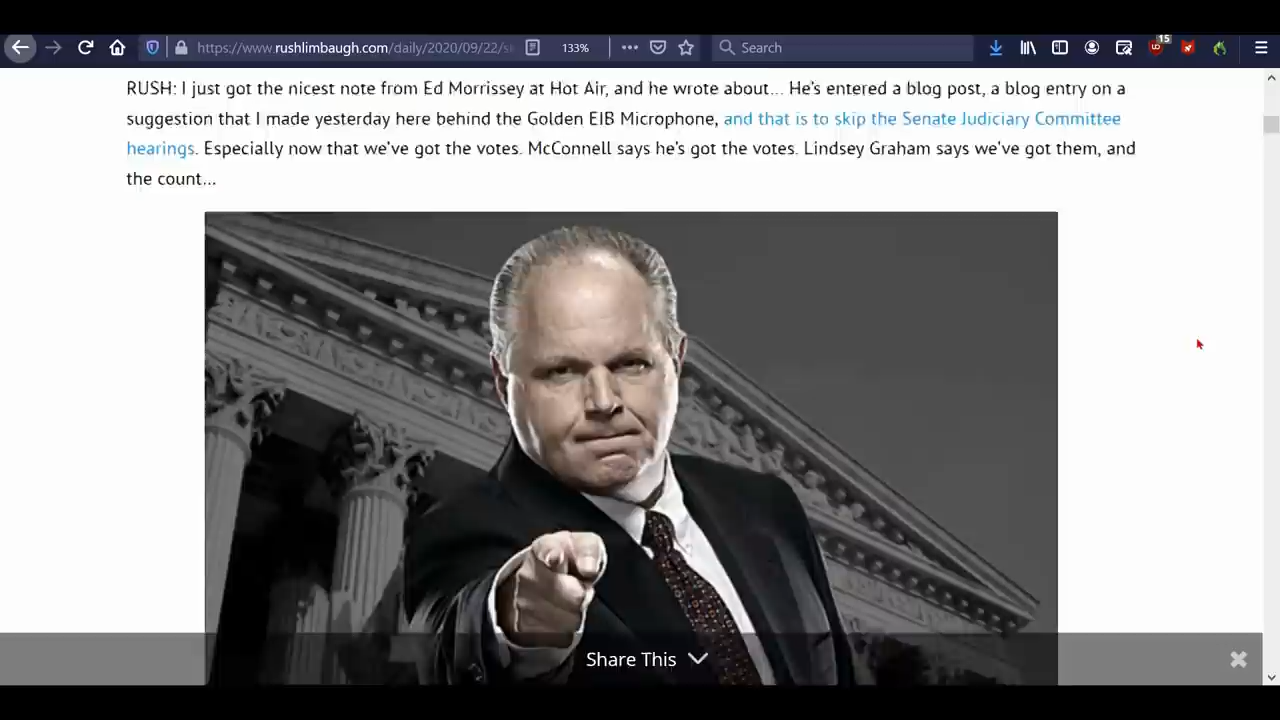 https://www.rushlimbaugh.com/daily/2020/09/22/s
133%
Search
15
RUSH: I just got the nicest note from Ed Morrissey at Hot Air, and he wrote about... He's entered a blog post, a blog entry on a
suggestion that I made yesterday here behind the Golden EIB Microphone, and that is to skip the Senate Judiciary Committee
hearings. Especially now that we've got the votes. McConnell says he's got the votes. Lindsey Graham says we've got them, and
the count...
Share This